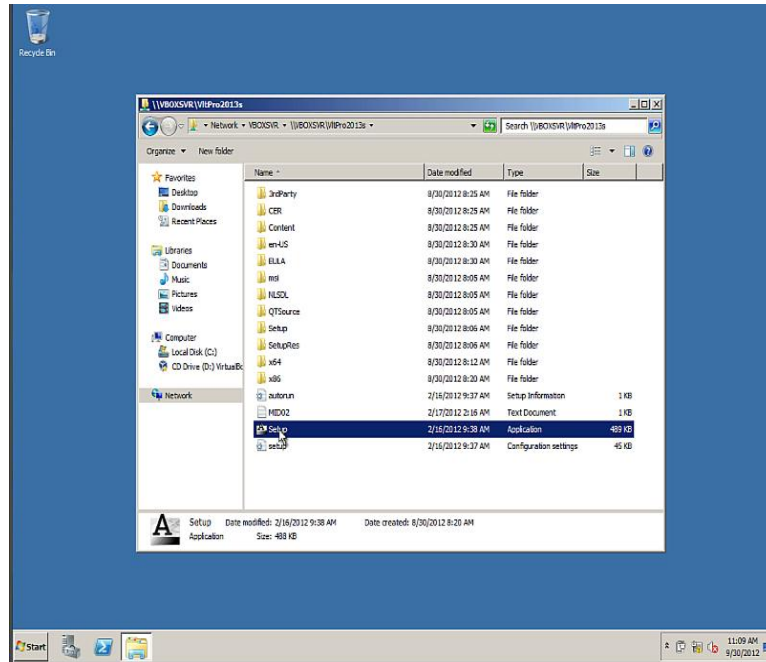 Recycle Bin
\\VBOXSVR\VltPro2013s
Network VBOXSVR \\VBOXSVR\VltPro2013s
Search \\VBOXSVR\VltPro2013s
Organize New folder
Name Date modified Type Size
Favorites
Desktop
Downloads
Recent Places
Libraries
Documents
Music
Pictures
Videos
Computer
Local Disk (C:)
CD Drive (D:) VirtualBo
Network
3rdParty 8/30/2012 8:25 AM File folder
CER 8/30/2012 8:25 AM File folder
Content 8/30/2012 8:25 AM File folder
en-US 8/30/2012 8:30 AM File folder
EULA 8/30/2012 8:30 AM File folder
msi 8/30/2012 8:05 AM File folder
NLSDL 8/30/2012 8:05 AM File folder
QTSource 8/30/2012 8:05 AM File folder
Setup 8/30/2012 8:06 AM File folder
SetupRes 8/30/2012 8:06 AM File folder
x64 8/30/2012 8:12 AM File folder
x86 8/30/2012 8:20 AM File folder
autorun 2/16/2012 9:37 AM Setup Information 1 KB
MID02 2/17/2012 2:16 AM Text Document 1 KB
Setup 2/16/2012 9:38 AM Application 489 KB
setup 2/16/2012 9:37 AM Configuration settings 45 KB
Setup Date modified: 2/16/2012 9:38 AM Date created: 8/30/2012 8:20 AM
Application Size: 488 KB
Start
11:09 AM
9/30/2012